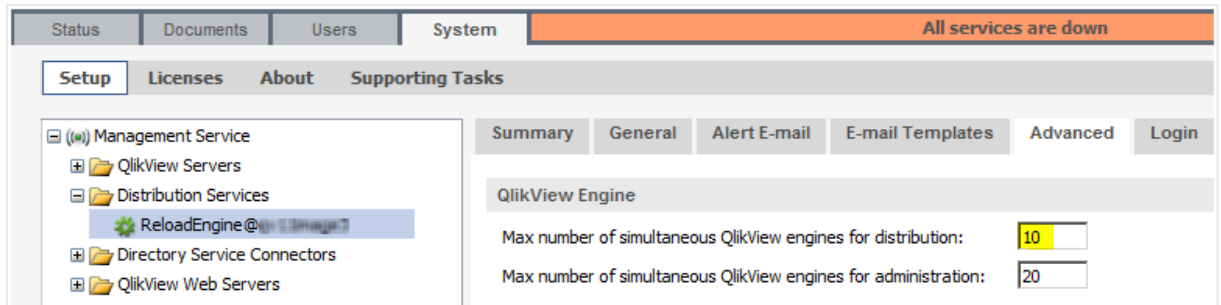 Status Documents Users System All services are down
Setup Licenses About Supporting Tasks
Management Service
QlikView Servers
Distribution Services
ReloadEngine@
Directory Service Connectors
QlikView Web Servers
Summary General Alert E-mail E-mail Templates Advanced Login
QlikView Engine
Max number of simultaneous QlikView engines for distribution: 10
Max number of simultaneous QlikView engines for administration: 20